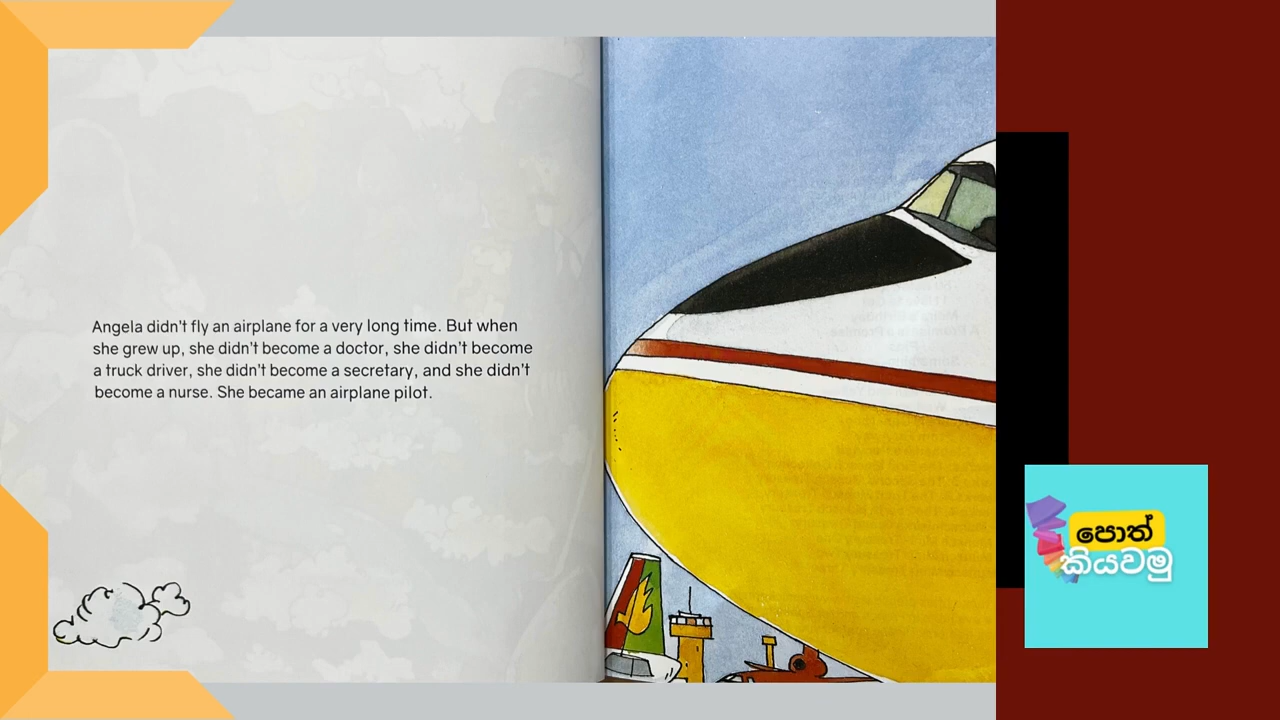 Angela didn't fly an airplane for a very long time. But when
she grew up, she didn't become a doctor, she didn't become
a truck driver, she didn't become a secretary, and she didn't
become a nurse. She became an airplane pilot.
පොත්
කියවමු